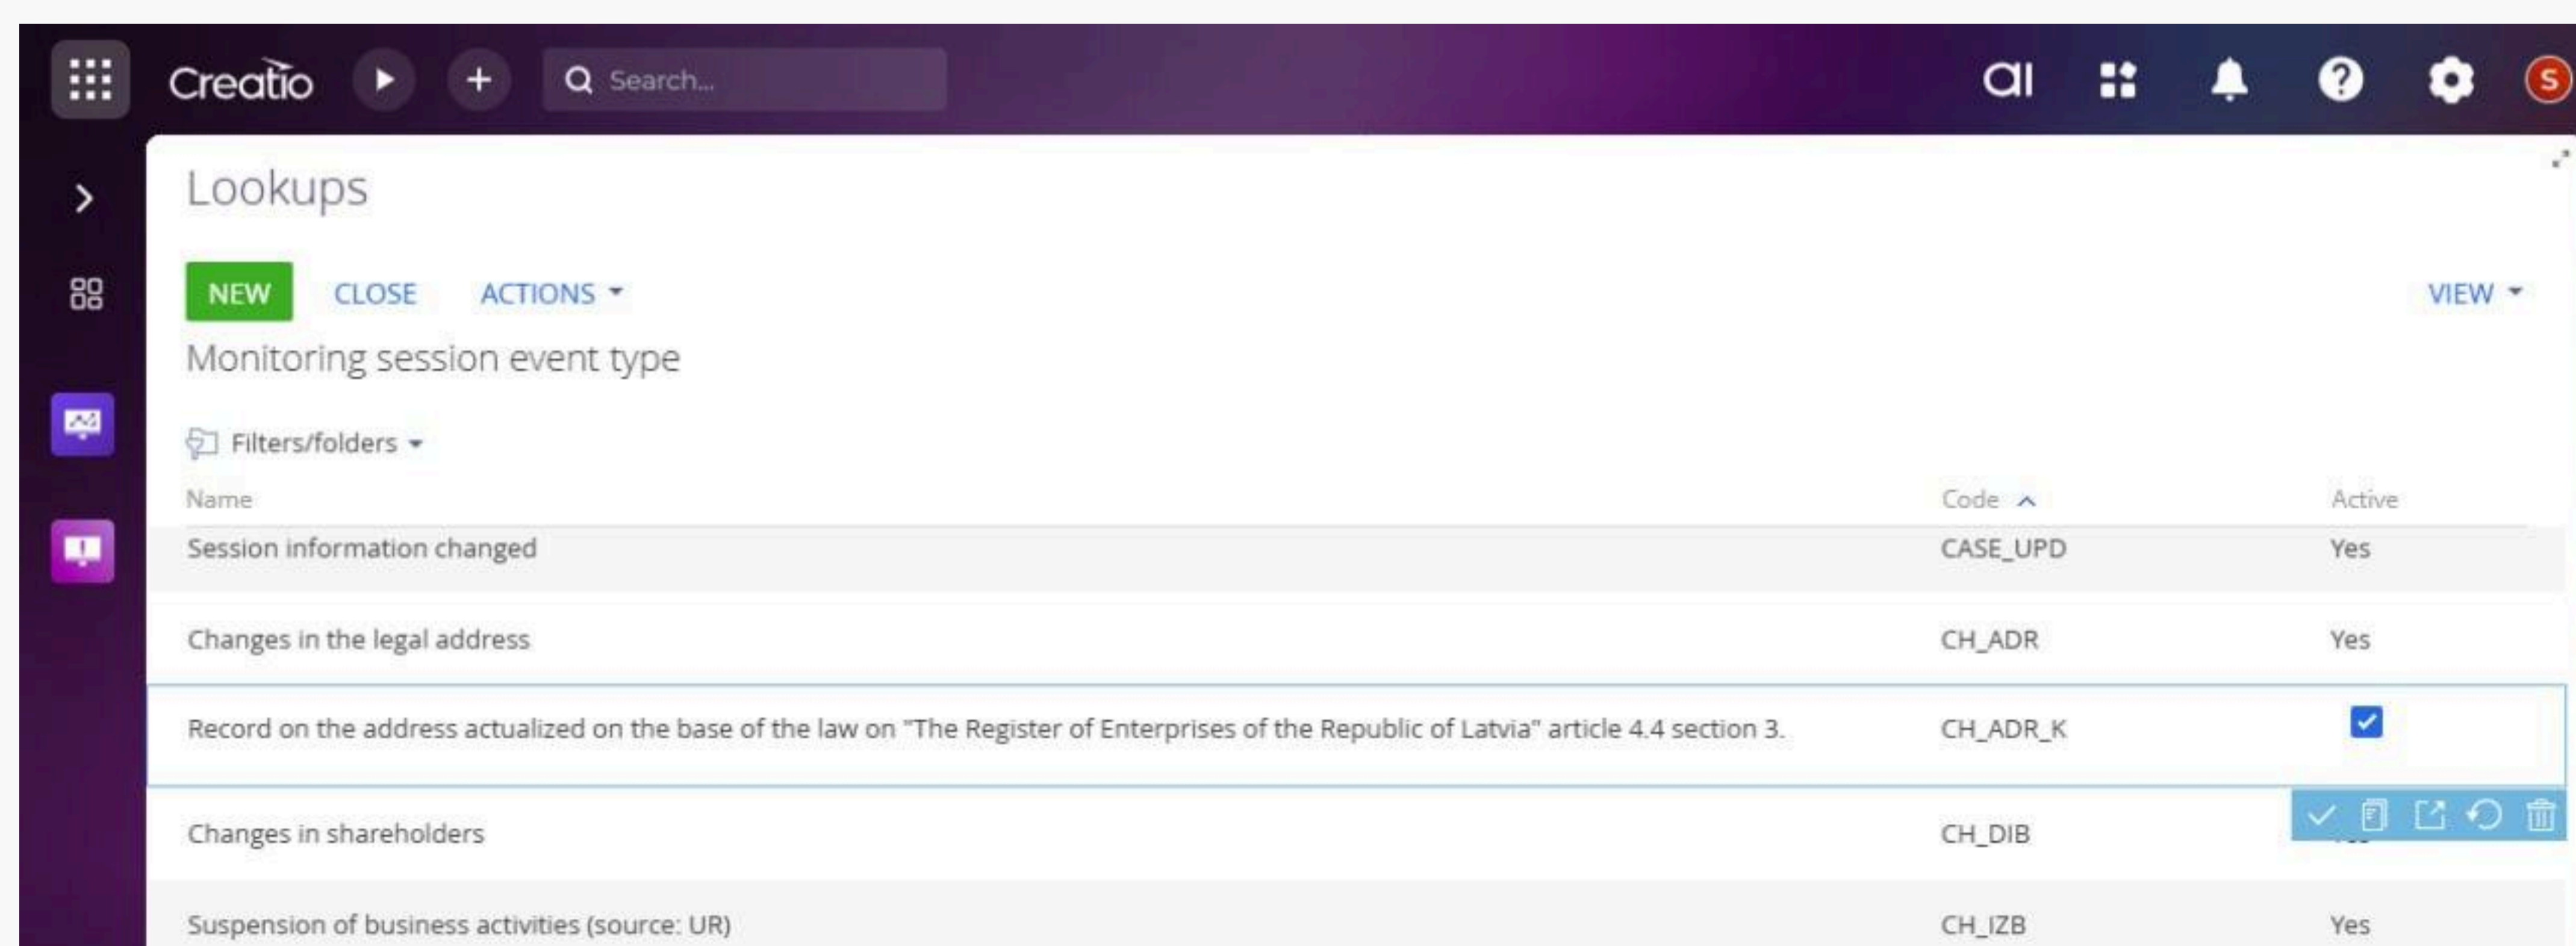 Creatio
Search...
aı
S
Lookups
NEW CLOSE ACTIONS VIEW
Monitoring session event type
Filters/folders
Name Code Active
Session information changed CASE_UPD Yes
Changes in the legal address CH_ADR Yes
Record on the address actualized on the base of the law on "The Register of Enterprises of the Republic of Latvia" article 4.4 section 3. CH_ADR_K
Changes in shareholders CH_DIB
Suspension of business activities (source: UR) CH_IZB Yes